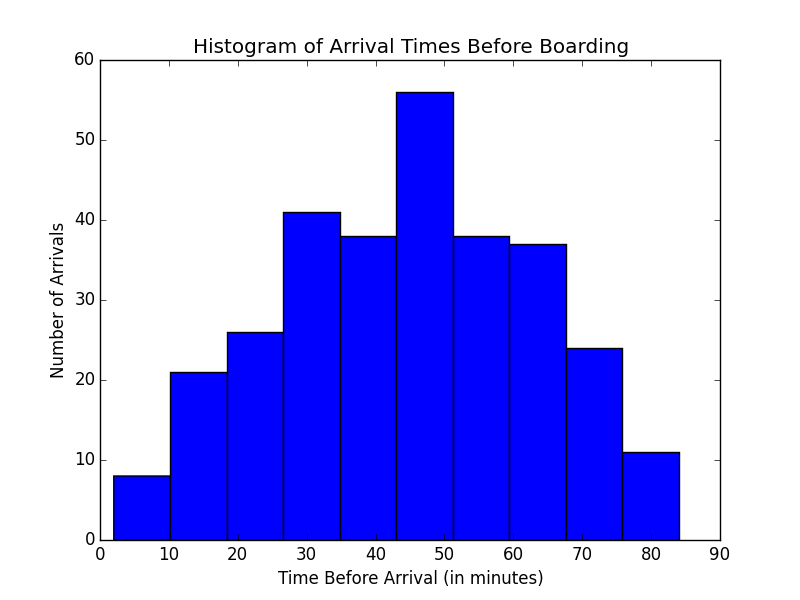 Histogram of Arrival Times Before Boarding
60
50
40
30
20
10
0
Number of Arrivals
0 10 20 30 40 50 60 70 80 90
Time Before Arrival (in minutes)